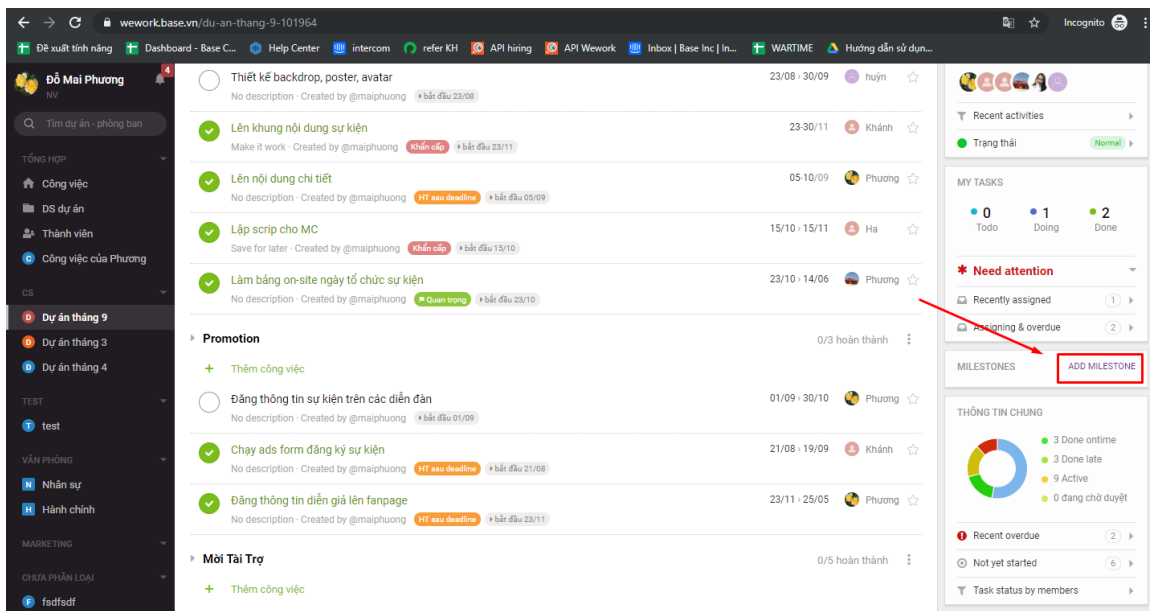 wework.base.vn/du-an-thang-9-101964
Incognito
Đề xuất tính năng
Dashboard - Base C...
Help Center
intercom
refer KH
API hiring
API Wework
Inbox | Base Inc | In...
WARTIME
Hướng dẫn sử dụn...
Đỗ Mai Phương
4
NV
Tìm dự án - phòng ban
TỔNG HỢP
Công việc
DS dự án
Thành viên
C Công việc của Phương
CS
D Dự án tháng 9
D Dự án tháng 3
D Dự án tháng 4
TEST
T test
VĂN PHÒNG
N Nhân sự
H Hành chính
MARKETING
CHƯA PHÂN LOẠI
F fsdfsdf
Thiết kế backdrop, poster, avatar
23/08 › 30/09 huỳn
No description · Created by @maiphuong bắt đầu 23/08
Lên khung nội dung sự kiện
23-30/11 Khánh
Make it work · Created by @maiphuong Khẩn cấp bắt đầu 23/11
Lên nội dung chi tiết
05-10/09 Phương
No description · Created by @maiphuong HT sau deadline bắt đầu 05/09
Lập scrip cho MC
15/10 › 15/11 Ha
Save for later · Created by @maiphuong Khẩn cấp bắt đầu 15/10
Làm bảng on-site ngày tổ chức sự kiện
23/10 › 14/06 Phương
No description · Created by @maiphuong Quan trọng bắt đầu 23/10
Promotion
0/3 hoàn thành
+ Thêm công việc
Đăng thông tin sự kiện trên các diễn đàn
01/09 › 30/10 Phương
No description · Created by @maiphuong bắt đầu 01/09
Chạy ads form đăng ký sự kiện
21/08 › 19/09 Khánh
No description · Created by @maiphuong HT sau deadline bắt đầu 21/08
Đăng thông tin diễn giả lên fanpage
23/11 › 25/05 Phương
No description · Created by @maiphuong HT sau deadline bắt đầu 23/11
Mời Tài Trợ
0/5 hoàn thành
+ Thêm công việc
Recent activities
Trạng thái Normal
MY TASKS
0 1 2
Todo Doing Done
Need attention
Recently assigned 1
Assigning & overdue 2
MILESTONES ADD MILESTONE
THÔNG TIN CHUNG
3 Done ontime
3 Done late
9 Active
0 đang chờ duyệt
Recent overdue 2
Not yet started 6
Task status by members